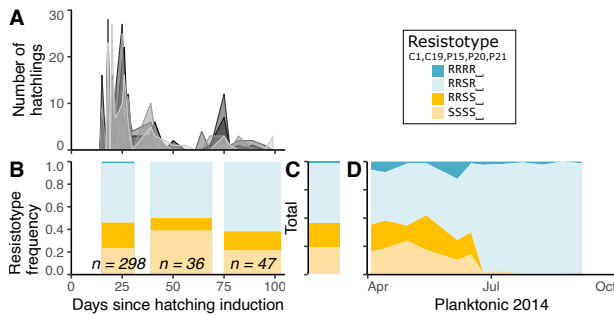 A
Number of
hatchlings
30
20
10
0
Resistotype
C1,C19,P15,P20,P21
RRRR_
RRSR_
RRSS_
SSSS_
B
Resistotype
frequency
1.0
0.8
0.6
0.4
0.2
0.0
n = 298
n = 36
n = 47
0
25
50
75
100
Days since hatching induction
C
Total
D
Apr
Jul
Oct
Planktonic 2014